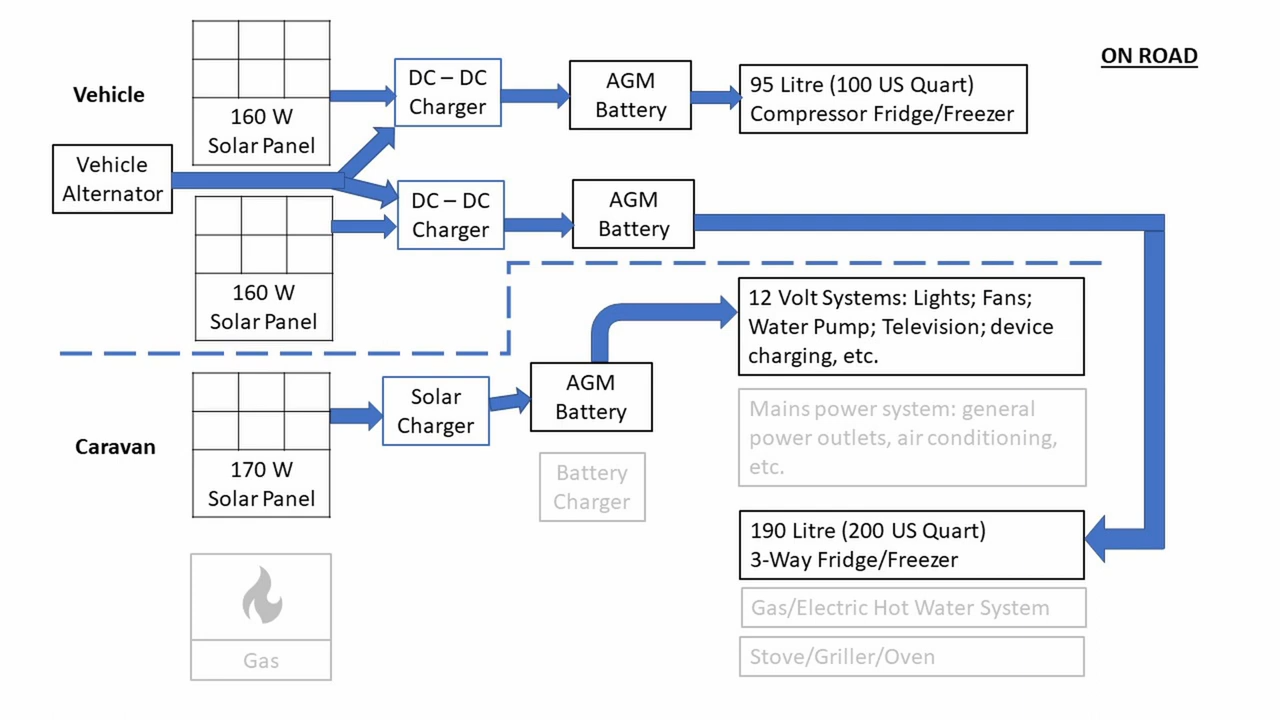 ON ROAD
Vehicle
160 W
Solar Panel
DC – DC
Charger
AGM
Battery
95 Litre (100 US Quart)
Compressor Fridge/Freezer
Vehicle
Alternator
DC – DC
Charger
AGM
Battery
160 W
Solar Panel
12 Volt Systems: Lights; Fans;
Water Pump; Television; device
charging, etc.
Caravan
170 W
Solar Panel
Solar
Charger
AGM
Battery
Mains power system: general
power outlets, air conditioning,
etc.
Battery
Charger
190 Litre (200 US Quart)
3-Way Fridge/Freezer
Gas
Gas/Electric Hot Water System
Stove/Griller/Oven